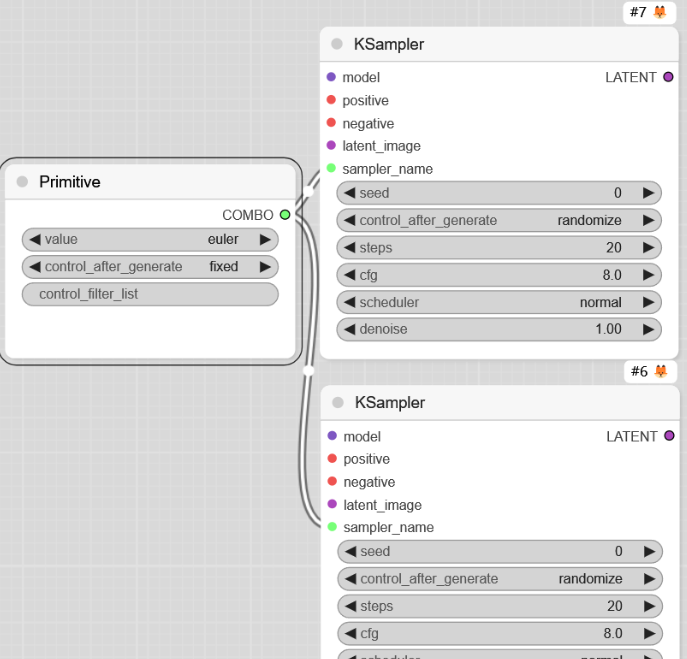 #7
KSampler
model LATENT
positive
negative
latent_image
sampler_name
seed 0
control_after_generate randomize
steps 20
cfg 8.0
scheduler normal
denoise 1.00
Primitive
COMBO
value euler
control_after_generate fixed
control_filter_list
#6
KSampler
model LATENT
positive
negative
latent_image
sampler_name
seed 0
control_after_generate randomize
steps 20
cfg 8.0
scheduler normal